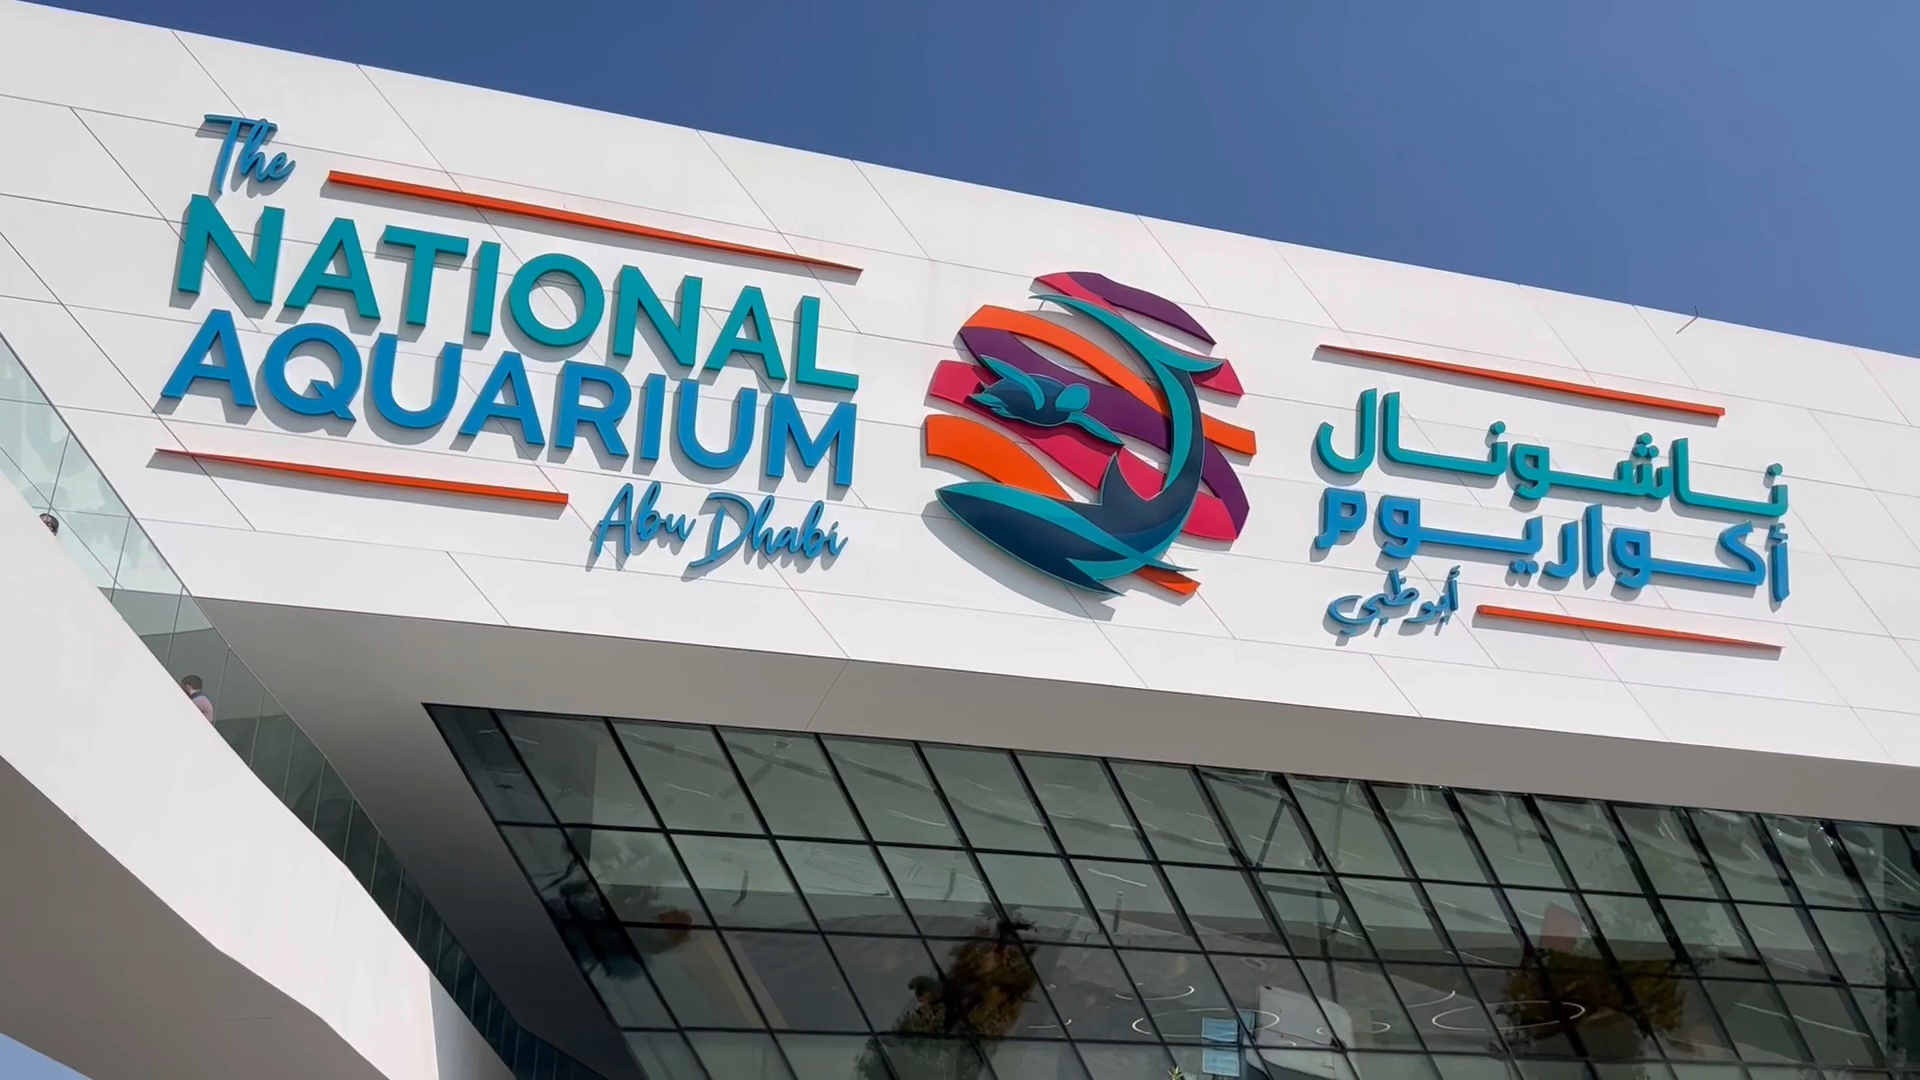 The
NATIONAL
AQUARIUM
Abu Dhabi
ناشونال
أكواريوم
أبوظبي